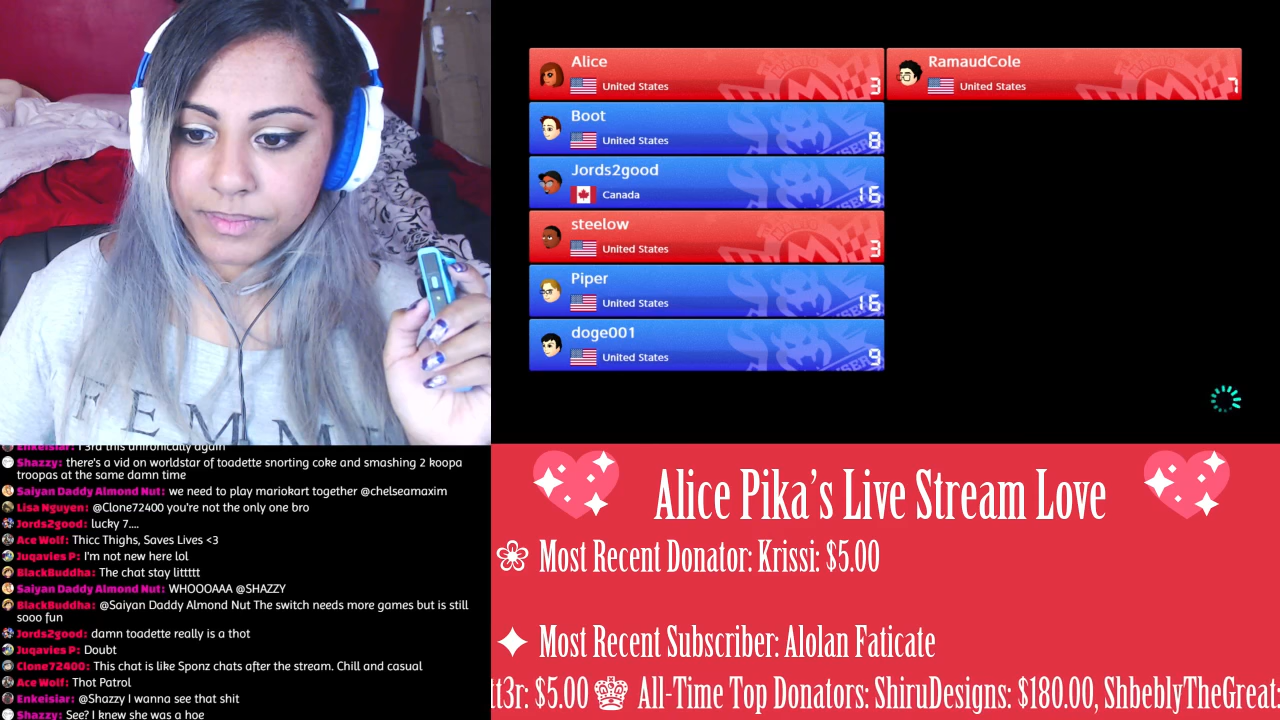 Alice
United States
3
RamaudCole
United States
7
Boot
United States
8
Jords2good
Canada
16
steelow
United States
3
Piper
United States
16
doge001
United States
9
FEMM
Enkeisiar: I 3rd this unironically again
Shazzy: there's a vid on worldstar of toadette snorting coke and smashing 2 koopa
troopas at the same damn time
Saiyan Daddy Almond Nut: we need to play mariokart together @chelseamaxim
Lisa Nguyen: @Clone72400 you're not the only one bro
Jords2good: lucky 7....
Ace Wolf: Thicc Thighs, Saves Lives <3
Juqavies P: I'm not new here lol
BlackBuddha: The chat stay litttttt
Saiyan Daddy Almond Nut: WHOOOAAA @SHAZZY
BlackBuddha: @Saiyan Daddy Almond Nut The switch needs more games but is still
sooo fun
Jords2good: damn toadette really is a thot
Juqavies P: Doubt
Clone72400: This chat is like Sponz chats after the stream. Chill and casual
Ace Wolf: Thot Patrol
Enkeisiar: @Shazzy I wanna see that shit
Shazzy: See? I knew she was a hoe
Alice Pika's Live Stream Love
Most Recent Donator: Krissi: $5.00
Most Recent Subscriber: Alolan Faticate
tt3r: $5.00 All-Time Top Donators: ShiruDesigns: $180.00, ShbeblyTheGreat: